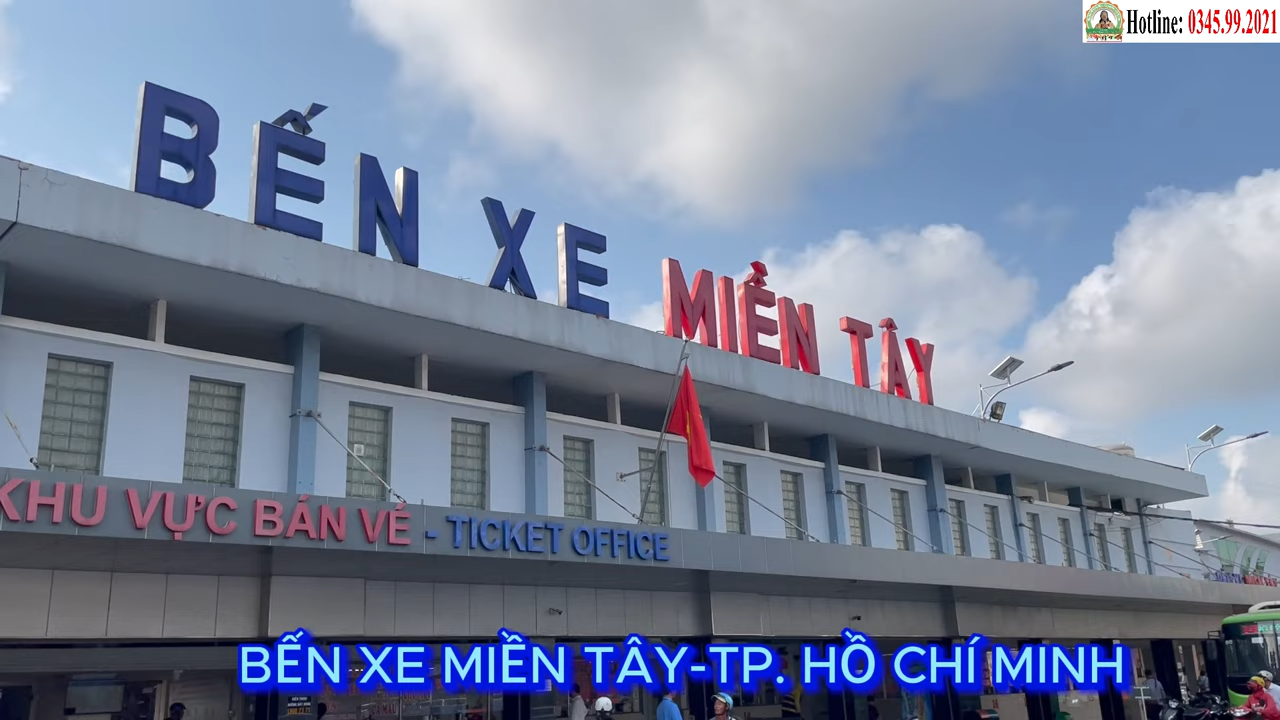 Hotline: 0345.99.2021
BẾN XE MIỀN TÂY
KHU VỰC BÁN VÉ - TICKET OFFICE
BẾN XE MIỀN TÂY-TP. HỒ CHÍ MINH